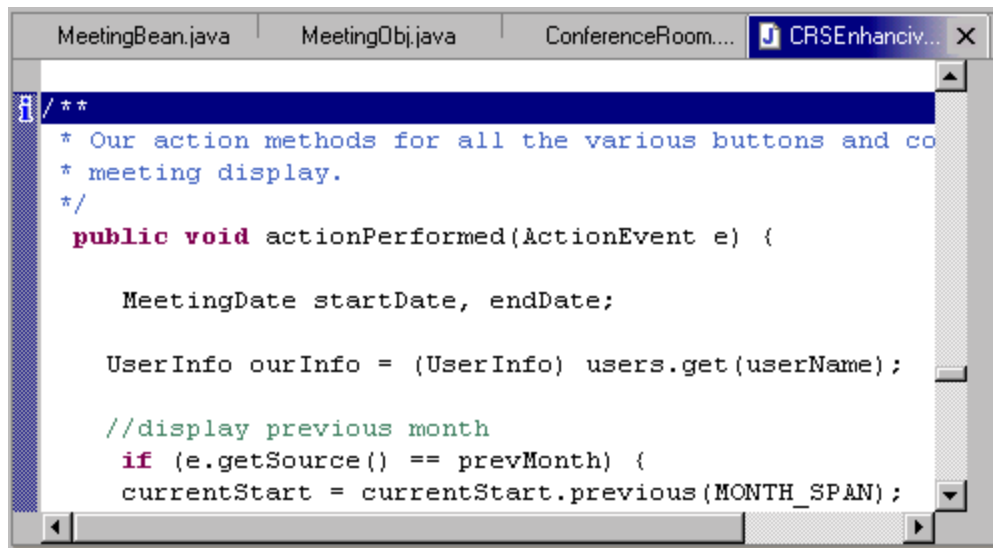 MeetingBean.java MeetingObj.java ConferenceRoom.... CRSEnhanciv...
/**
* Our action methods for all the various buttons and co
* meeting display.
*/
public void actionPerformed(ActionEvent e) {
MeetingDate startDate, endDate;
UserInfo ourInfo = (UserInfo) users.get(userName);
//display previous month
if (e.getSource() == prevMonth) {
currentStart = currentStart.previous(MONTH_SPAN);